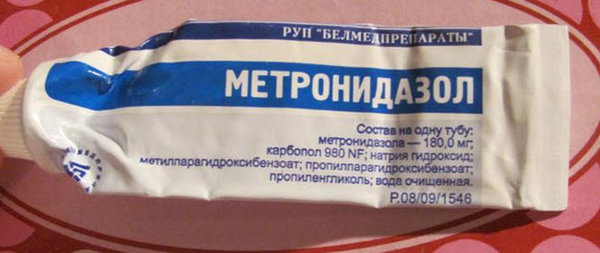 РУП "БЕЛМЕДПРЕПАРАТЫ"
МЕТРОНИДАЗОЛ
Состав на одну тубу:
метронидазола — 180,0 мг;
карбопол 980 NF; натрия гидроксид;
метилпарагидроксибензоат; пропилпарагидроксибензоат;
пропиленгликоль; вода очищенная.
Р.08/09/1546